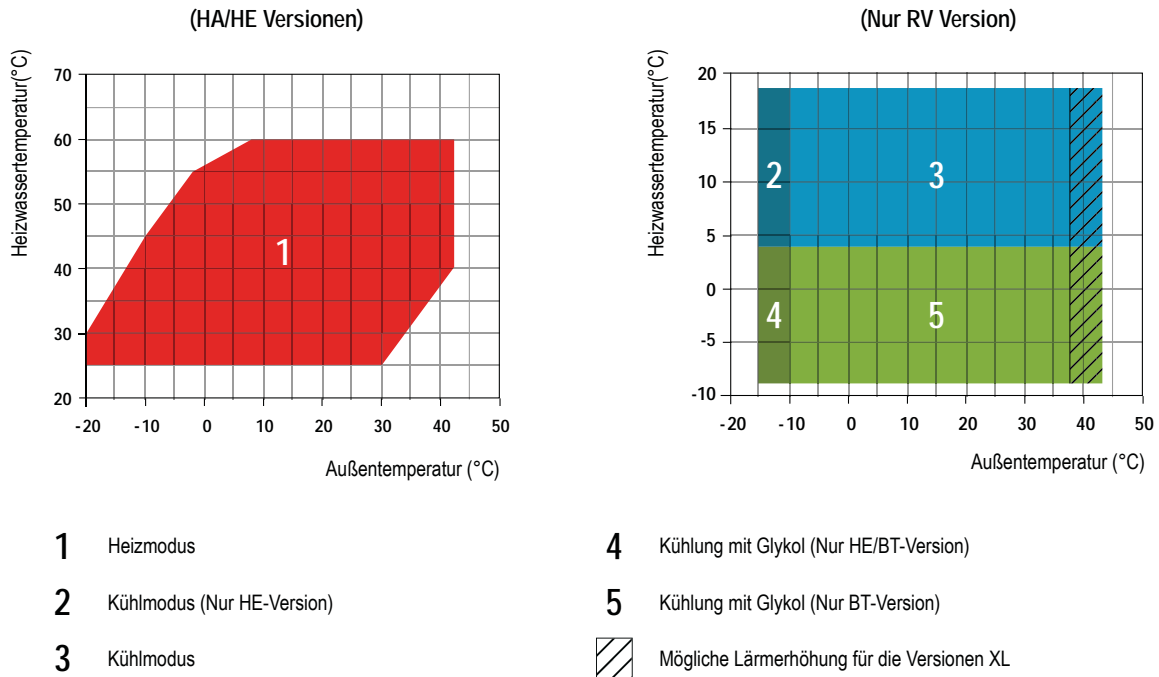 (HA/HE Versionen)
Heizwassertemperatur(°C)
70
60
50
40
30
20
-20 -10 0 10 20 30 40 50
1
Außentemperatur (°C)
(Nur RV Version)
Heizwassertemperatur(°C)
20
15
10
5
0
-5
-10
-20 -10 0 10 20 30 40 50
2 3
4 5
Außentemperatur (°C)
1 Heizmodus
2 Kühlmodus (Nur HE-Version)
3 Kühlmodus
4 Kühlung mit Glykol (Nur HE/BT-Version)
5 Kühlung mit Glykol (Nur BT-Version)
Mögliche Lärmerhöhung für die Versionen XL